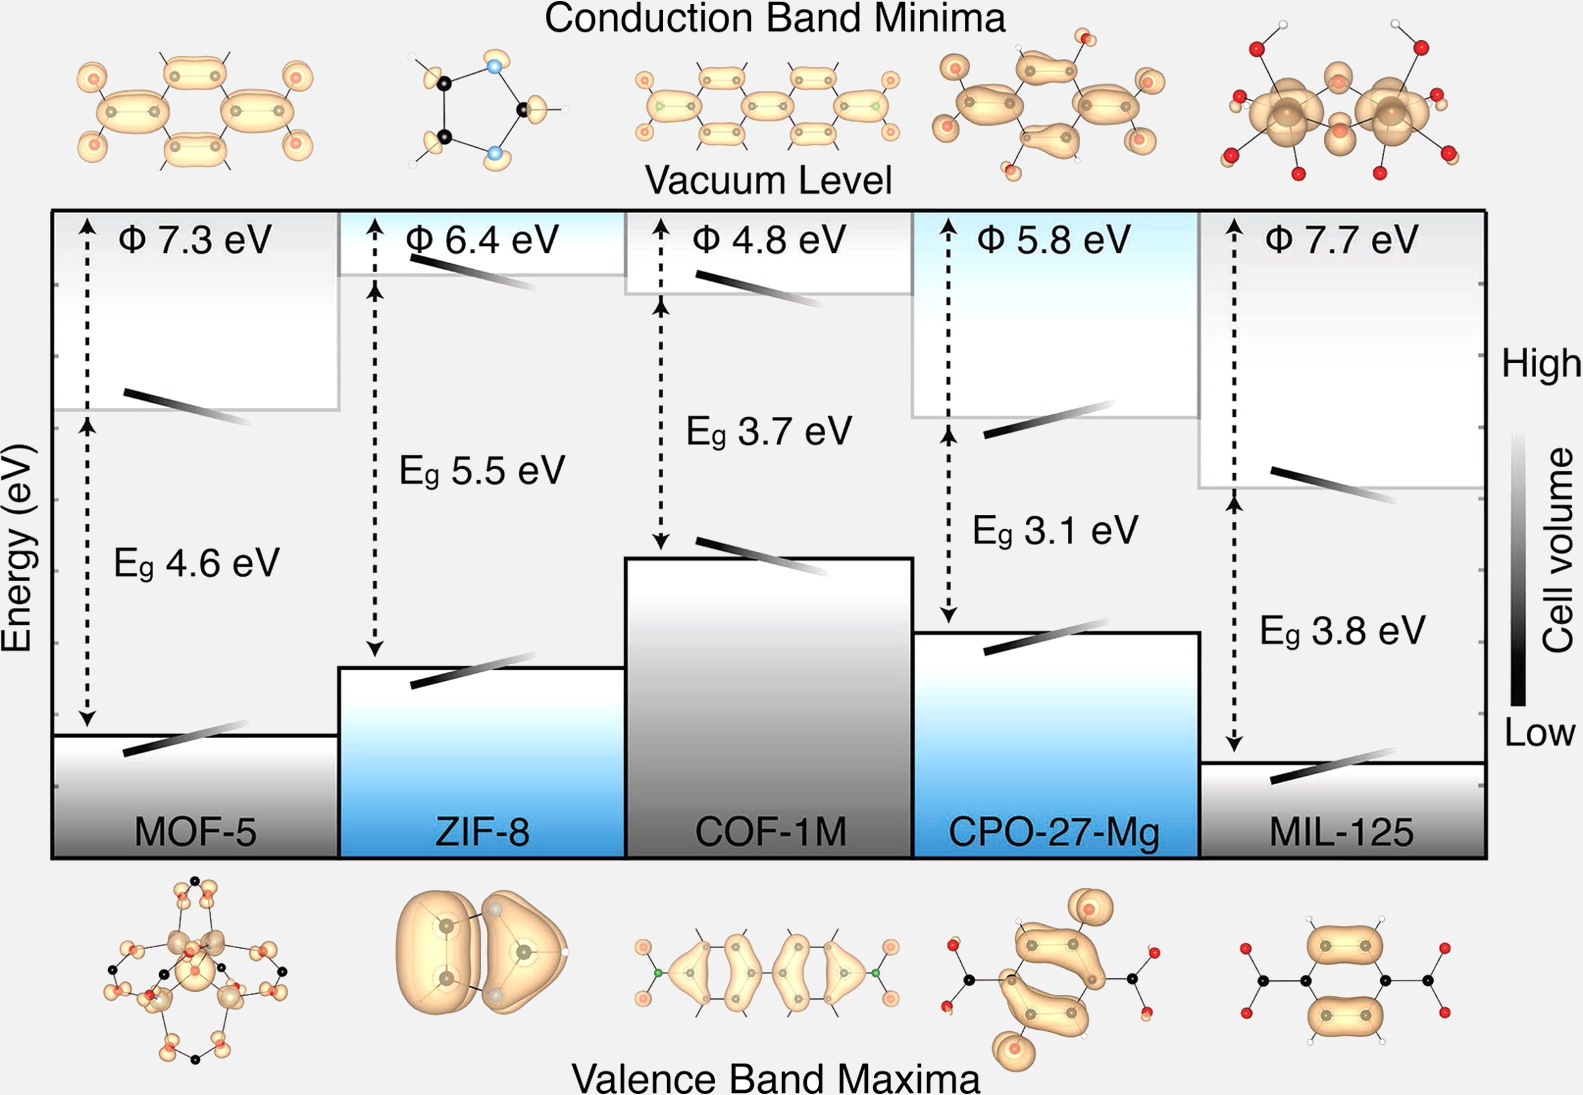 Conduction Band Minima
Vacuum Level
Φ 7.3 eV
Φ 6.4 eV
Φ 4.8 eV
Φ 5.8 eV
Φ 7.7 eV
Eg 4.6 eV
Eg 5.5 eV
Eg 3.7 eV
Eg 3.1 eV
Eg 3.8 eV
Energy (eV)
High
Cell volume
Low
MOF-5
ZIF-8
COF-1M
CPO-27-Mg
MIL-125
Valence Band Maxima